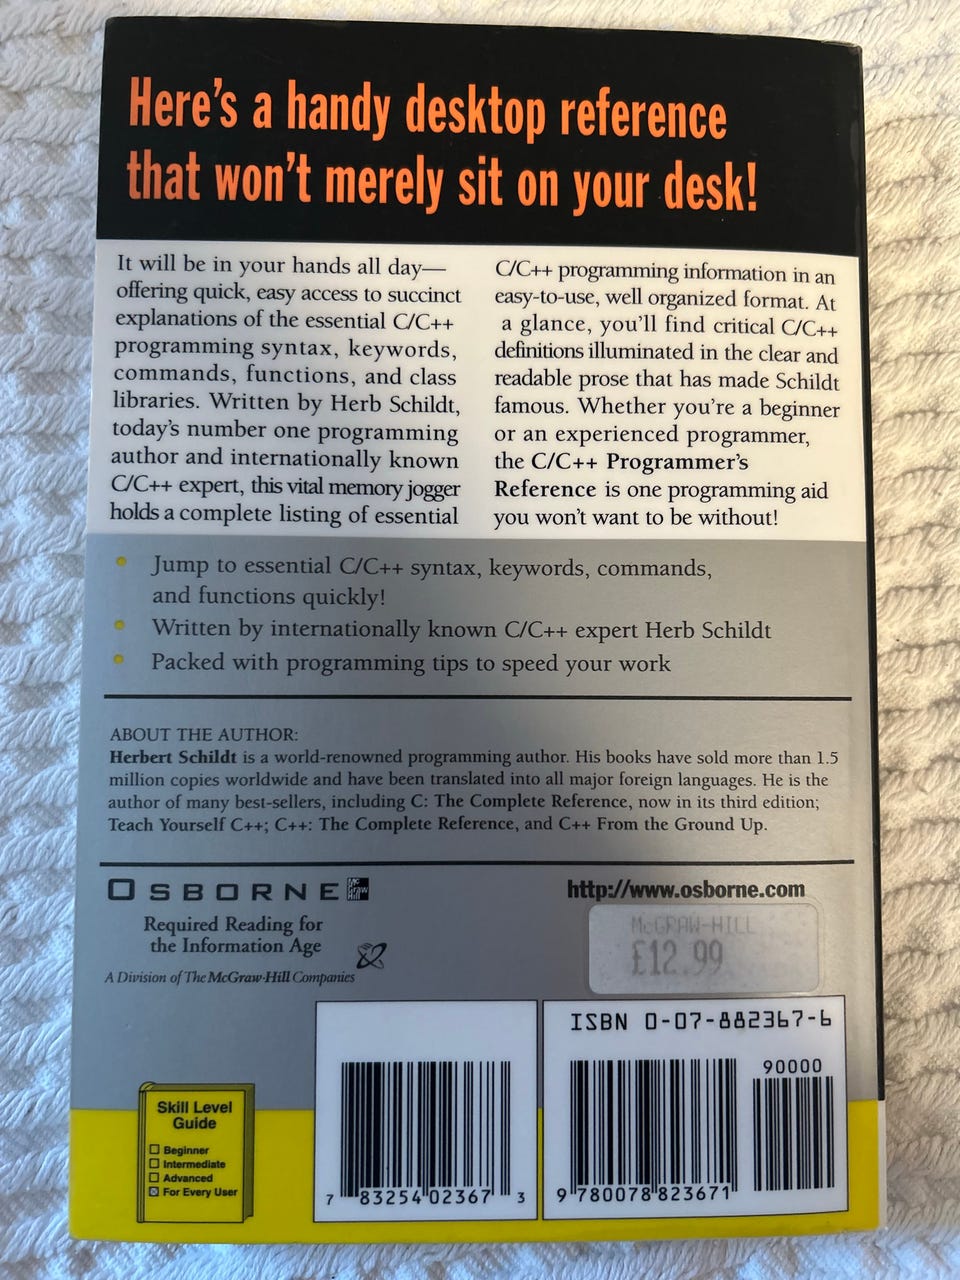 Here's a handy desktop reference
that won't merely sit on your desk!
It will be in your hands all day—
offering quick, easy access to succinct
explanations of the essential C/C++
programming syntax, keywords,
commands, functions, and class
libraries. Written by Herb Schildt,
today's number one programming
author and internationally known
C/C++ expert, this vital memory jogger
holds a complete listing of essential
C/C++ programming information in an
easy-to-use, well organized format. At
a glance, you'll find critical C/C++
definitions illuminated in the clear and
readable prose that has made Schildt
famous. Whether you're a beginner
or an experienced programmer,
the C/C++ Programmer's
Reference is one programming aid
you won't want to be without!
• Jump to essential C/C++ syntax, keywords, commands,
and functions quickly!
• Written by internationally known C/C++ expert Herb Schildt
• Packed with programming tips to speed your work
ABOUT THE AUTHOR:
Herbert Schildt is a world-renowned programming author. His books have sold more than 1.5
million copies worldwide and have been translated into all major foreign languages. He is the
author of many best-sellers, including C: The Complete Reference, now in its third edition;
Teach Yourself C++; C++: The Complete Reference, and C++ From the Ground Up.
OSBORNE
Mc
Graw
Hill
Required Reading for
the Information Age
A Division of The McGraw-Hill Companies
http://www.osborne.com
McGRAW-HILL
£12.99
Skill Level
Guide
Beginner
Intermediate
Advanced
For Every User
7 83254 02367 3
ISBN 0-07-882367-6
90000
9 780078 823671